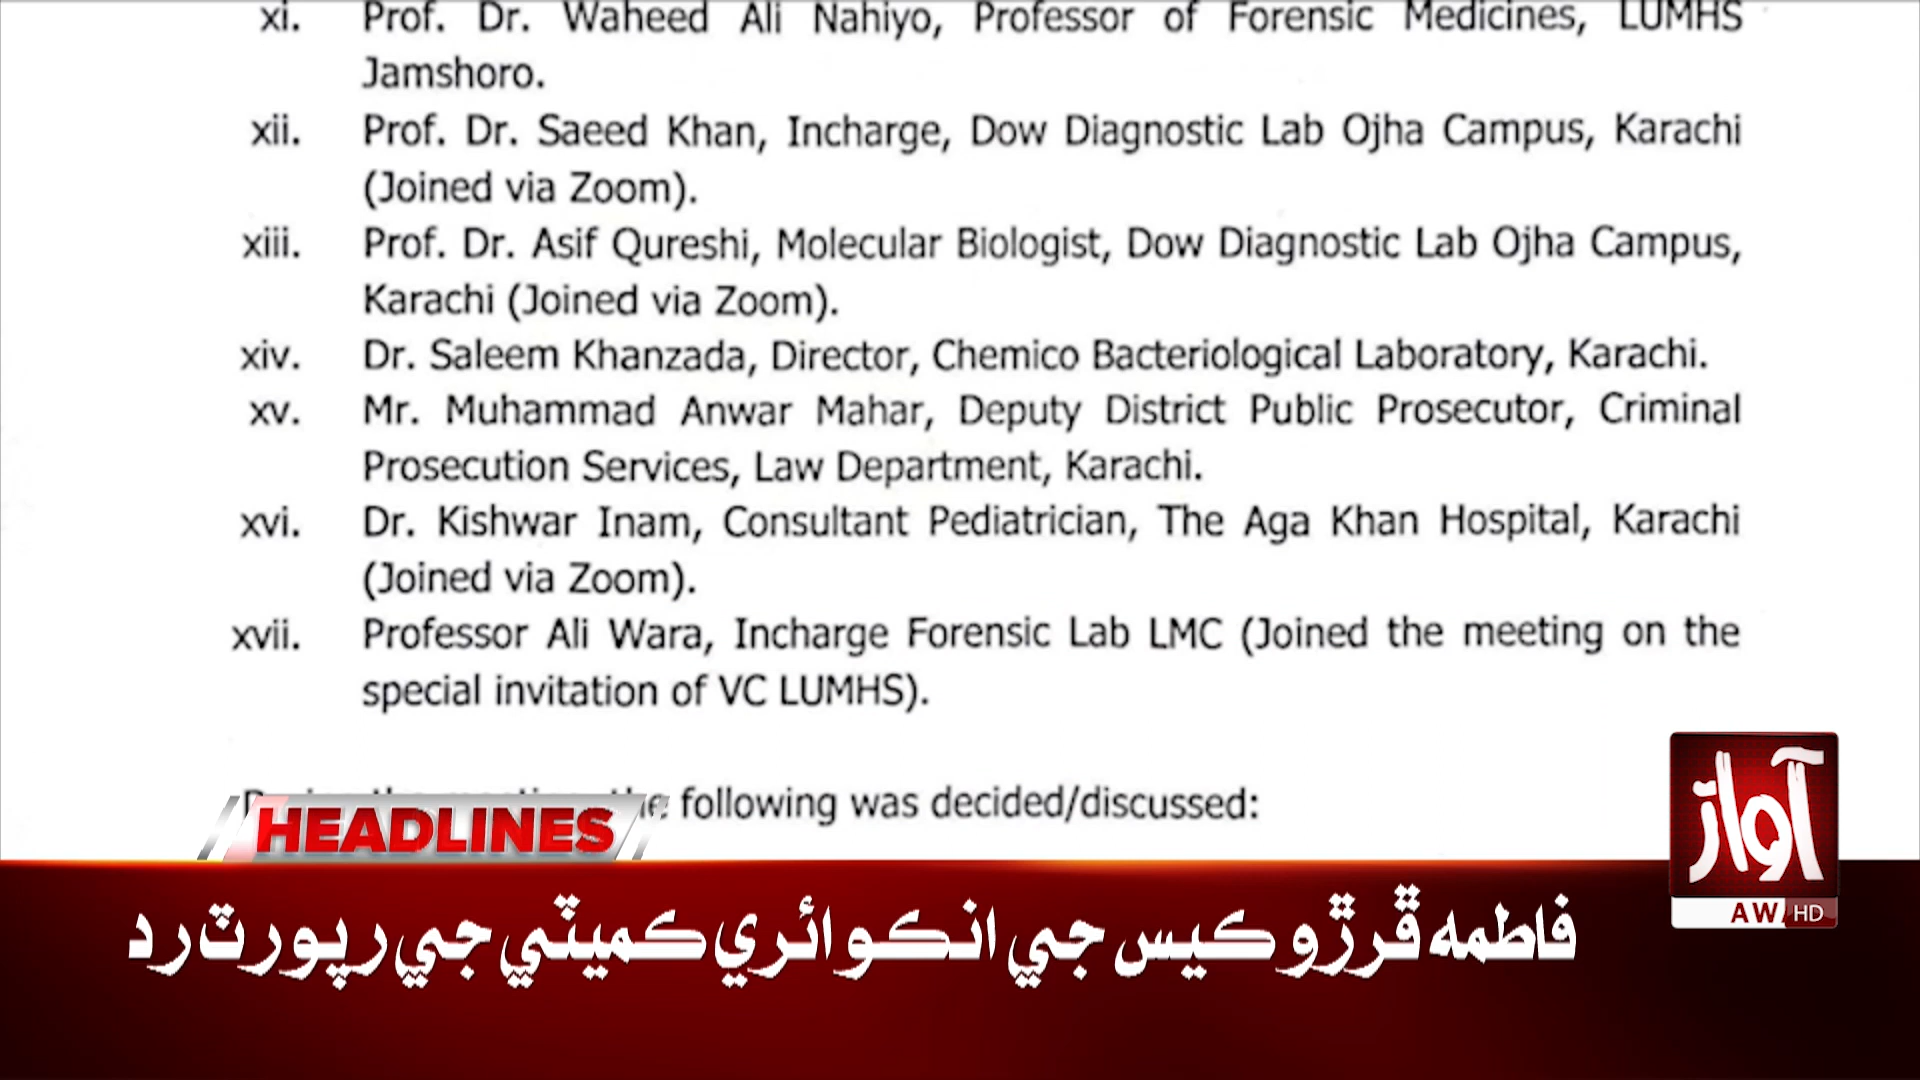 xi. Prof. Dr. Waheed Ali Nahiyo, Professor of Forensic Medicines, LUMHS
Jamshoro.
xii. Prof. Dr. Saeed Khan, Incharge, Dow Diagnostic Lab Ojha Campus, Karachi
(Joined via Zoom).
xiii. Prof. Dr. Asif Qureshi, Molecular Biologist, Dow Diagnostic Lab Ojha Campus,
Karachi (Joined via Zoom).
xiv. Dr. Saleem Khanzada, Director, Chemico Bacteriological Laboratory, Karachi.
xv. Mr. Muhammad Anwar Mahar, Deputy District Public Prosecutor, Criminal
Prosecution Services, Law Department, Karachi.
xvi. Dr. Kishwar Inam, Consultant Pediatrician, The Aga Khan Hospital, Karachi
(Joined via Zoom).
xvii. Professor Ali Wara, Incharge Forensic Lab LMC (Joined the meeting on the
special invitation of VC LUMHS).
following was decided/discussed:
HEADLINES
آواز
AW HD
فاطمه ڦرڙو ڪيس جي انڪوائري ڪميٽي جي رپورٽ رد